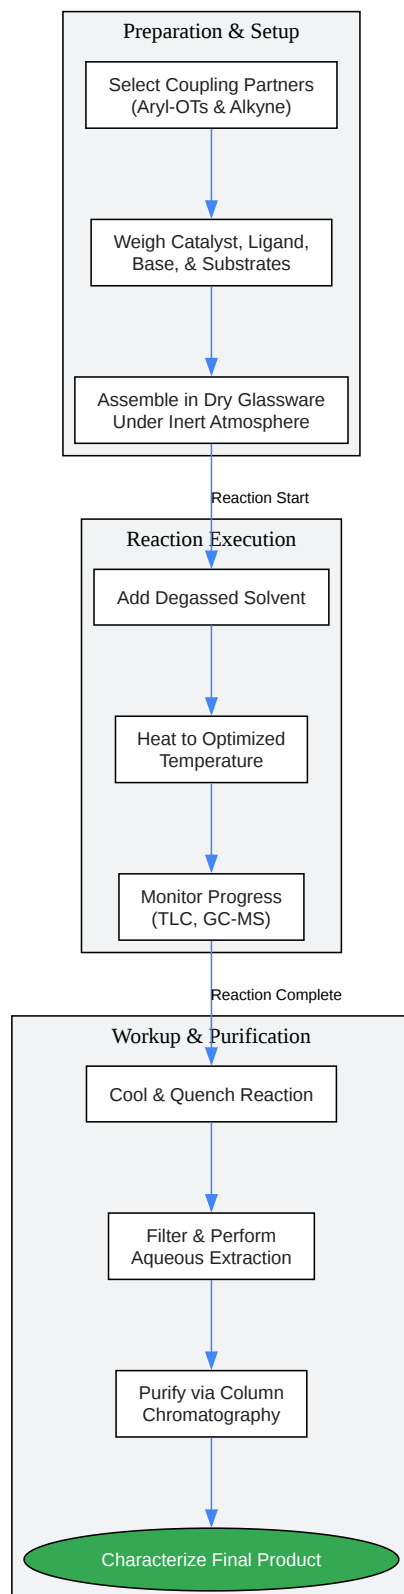 Preparation & Setup
Select Coupling Partners
(Aryl-OTs & Alkyne)
Weigh Catalyst, Ligand,
Base, & Substrates
Assemble in Dry Glassware
Under Inert Atmosphere
Reaction Start
Reaction Execution
Add Degassed Solvent
Heat to Optimized
Temperature
Monitor Progress
(TLC, GC-MS)
Reaction Complete
Workup & Purification
Cool & Quench Reaction
Filter & Perform
Aqueous Extraction
Purify via Column
Chromatography
Characterize Final Product